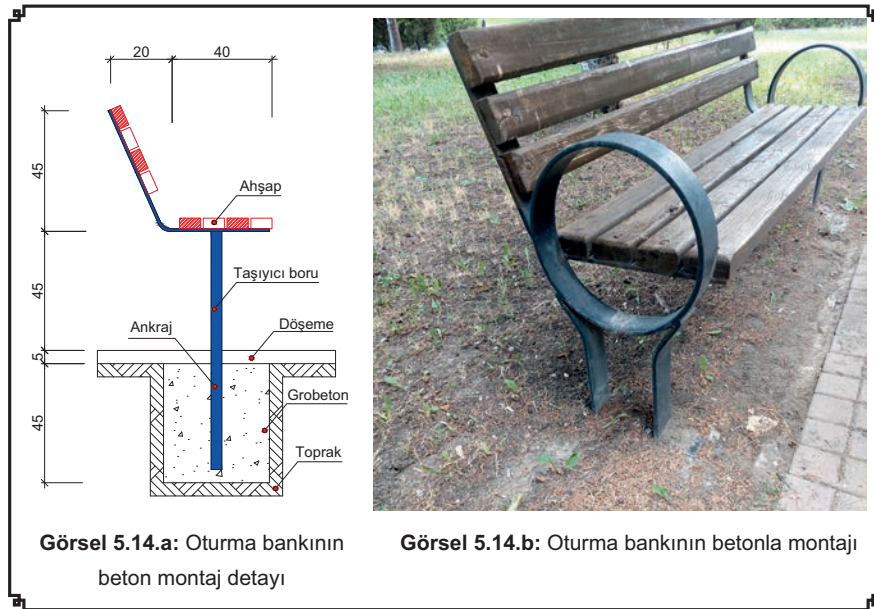 20
40
45
Ahşap
45
Taşıyıcı boru
Ankraj
Döşeme
5
45
Grobeton
Toprak
Görsel 5.14.a: Oturma bankının
beton montaj detayı
Görsel 5.14.b: Oturma bankının betonla montajı